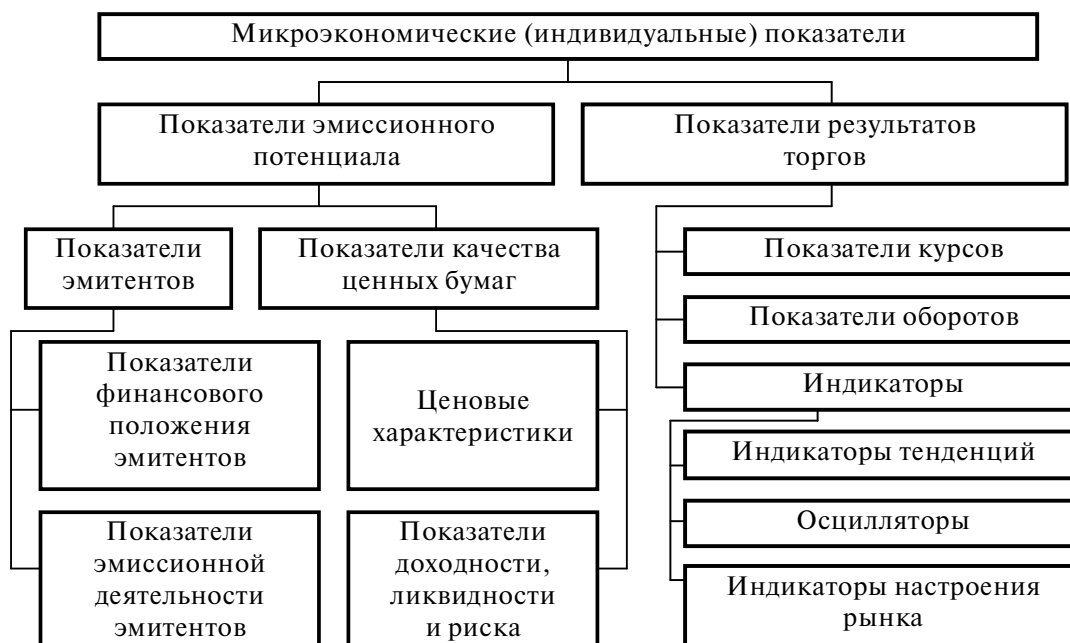 Микроэкономические (индивидуальные) показатели
Показатели эмиссионного
потенциала
Показатели результатов
торгов
Показатели
эмитентов
Показатели качества
ценных бумаг
Показатели
финансового
положения
эмитентов
Ценовые
характеристики
Показатели
эмиссионной
деятельности
эмитентов
Показатели
доходности,
ликвидности
и риска
Показатели курсов
Показатели оборотов
Индикаторы
Индикаторы тенденций
Осцилляторы
Индикаторы настроения
рынка